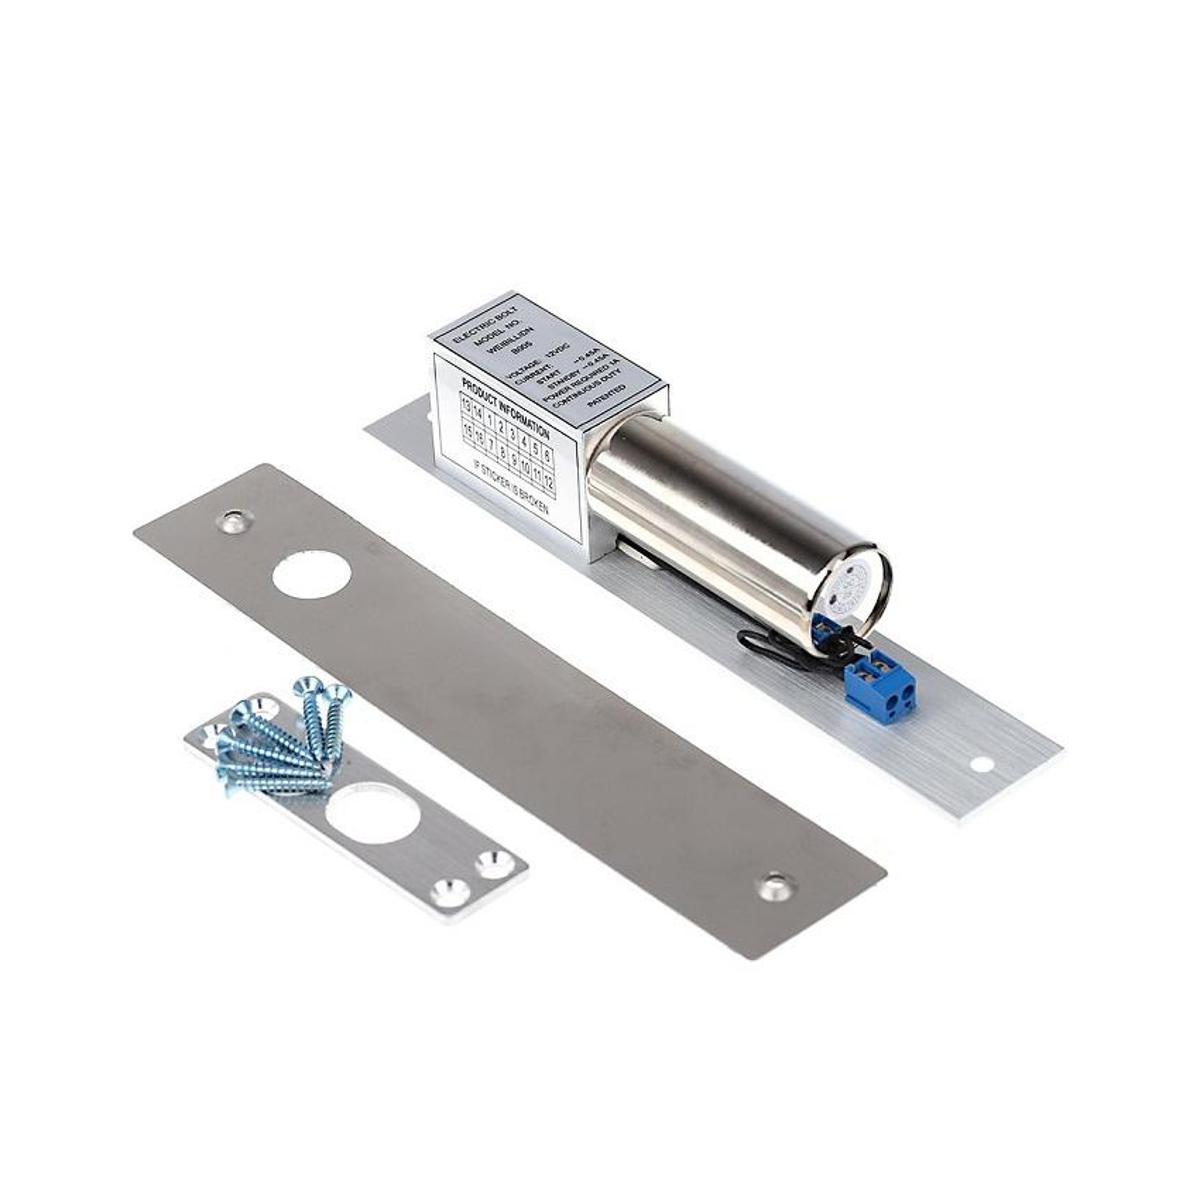 ELECTRIC BOLT
MODEL NO.
WEIBILLIDN
B005
VOLTAGE: 12VDC
CURRENT:
START ~0.45A
STANDBY ~0.45A
POWER REQUIRED 1A
CONTINUOUS DUTY
PATENTED
PRODUCT INFORMATION
13 14 1 2 3 4 5 6
15 16 7 8 9 10 11 12
IF STICKER IS BROKEN